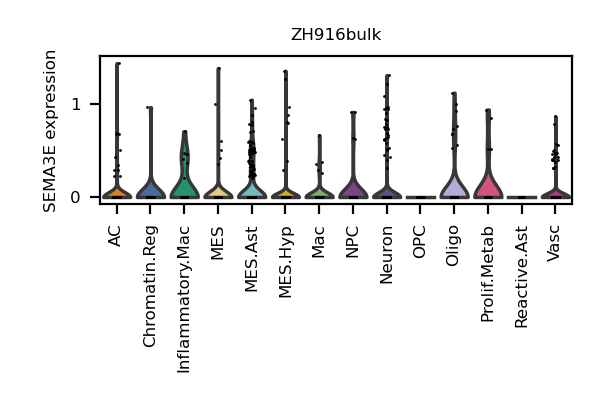 ZH916bulk
SEMA3E expression
1
0
AC
Chromatin.Reg
Inflammatory.Mac
MES
MES.Ast
MES.Hyp
Mac
NPC
Neuron
OPC
Oligo
Prolif.Metab
Reactive.Ast
Vasc